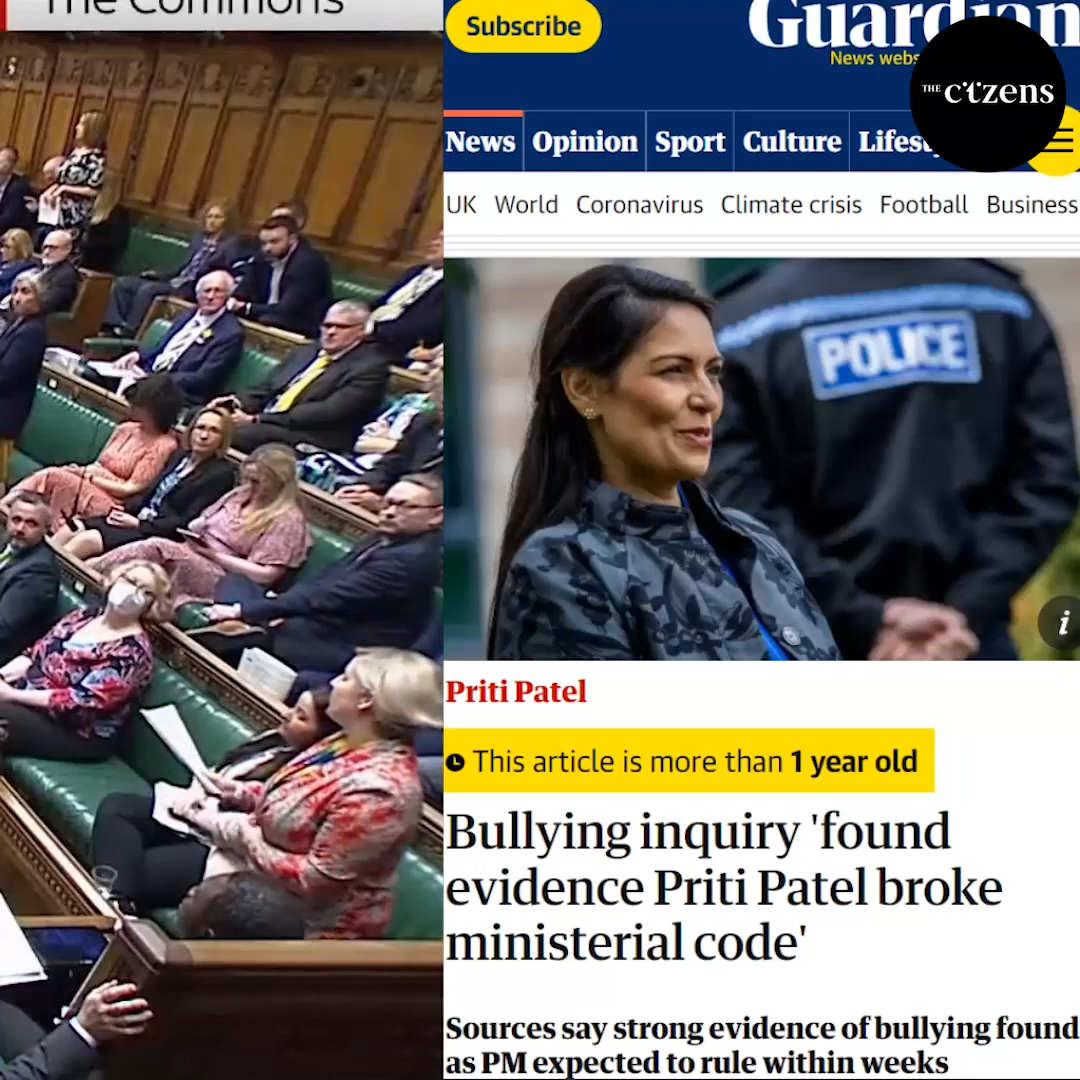 The Commons
Subscribe
Guardian
News webs
THE cıtızens
News Opinion Sport Culture Lifest
UK World Coronavirus Climate crisis Football Business
POLICE
i
Priti Patel
This article is more than 1 year old
Bullying inquiry 'found
evidence Priti Patel broke
ministerial code'
Sources say strong evidence of bullying found
as PM expected to rule within weeks